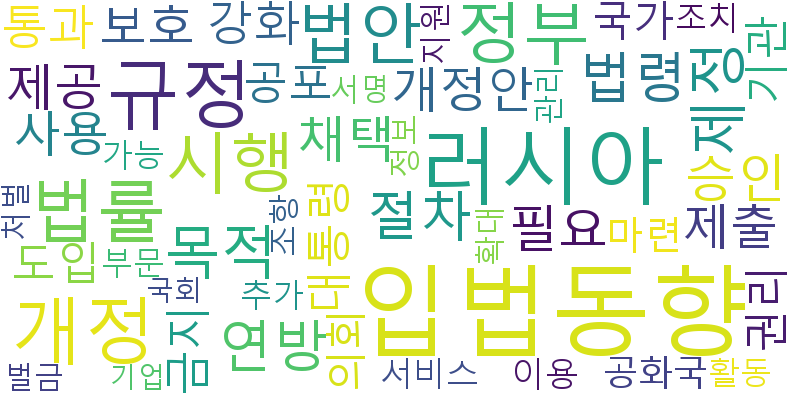 통과
보호
강화
법안
지원
정부
국가
조치
제공
규정
공포
서명
개정안
관리
법령
제정
기관
사용
가능
시행
채택
정보
러시아
승인
처벌
법률
목적
조항
대통령
절차
확대
필요
마련
제출
도입
부문
국회
추가
개정
금지
연방
의회
입법동향
권리
벌금
기업
서비스
이용
공화국
활동